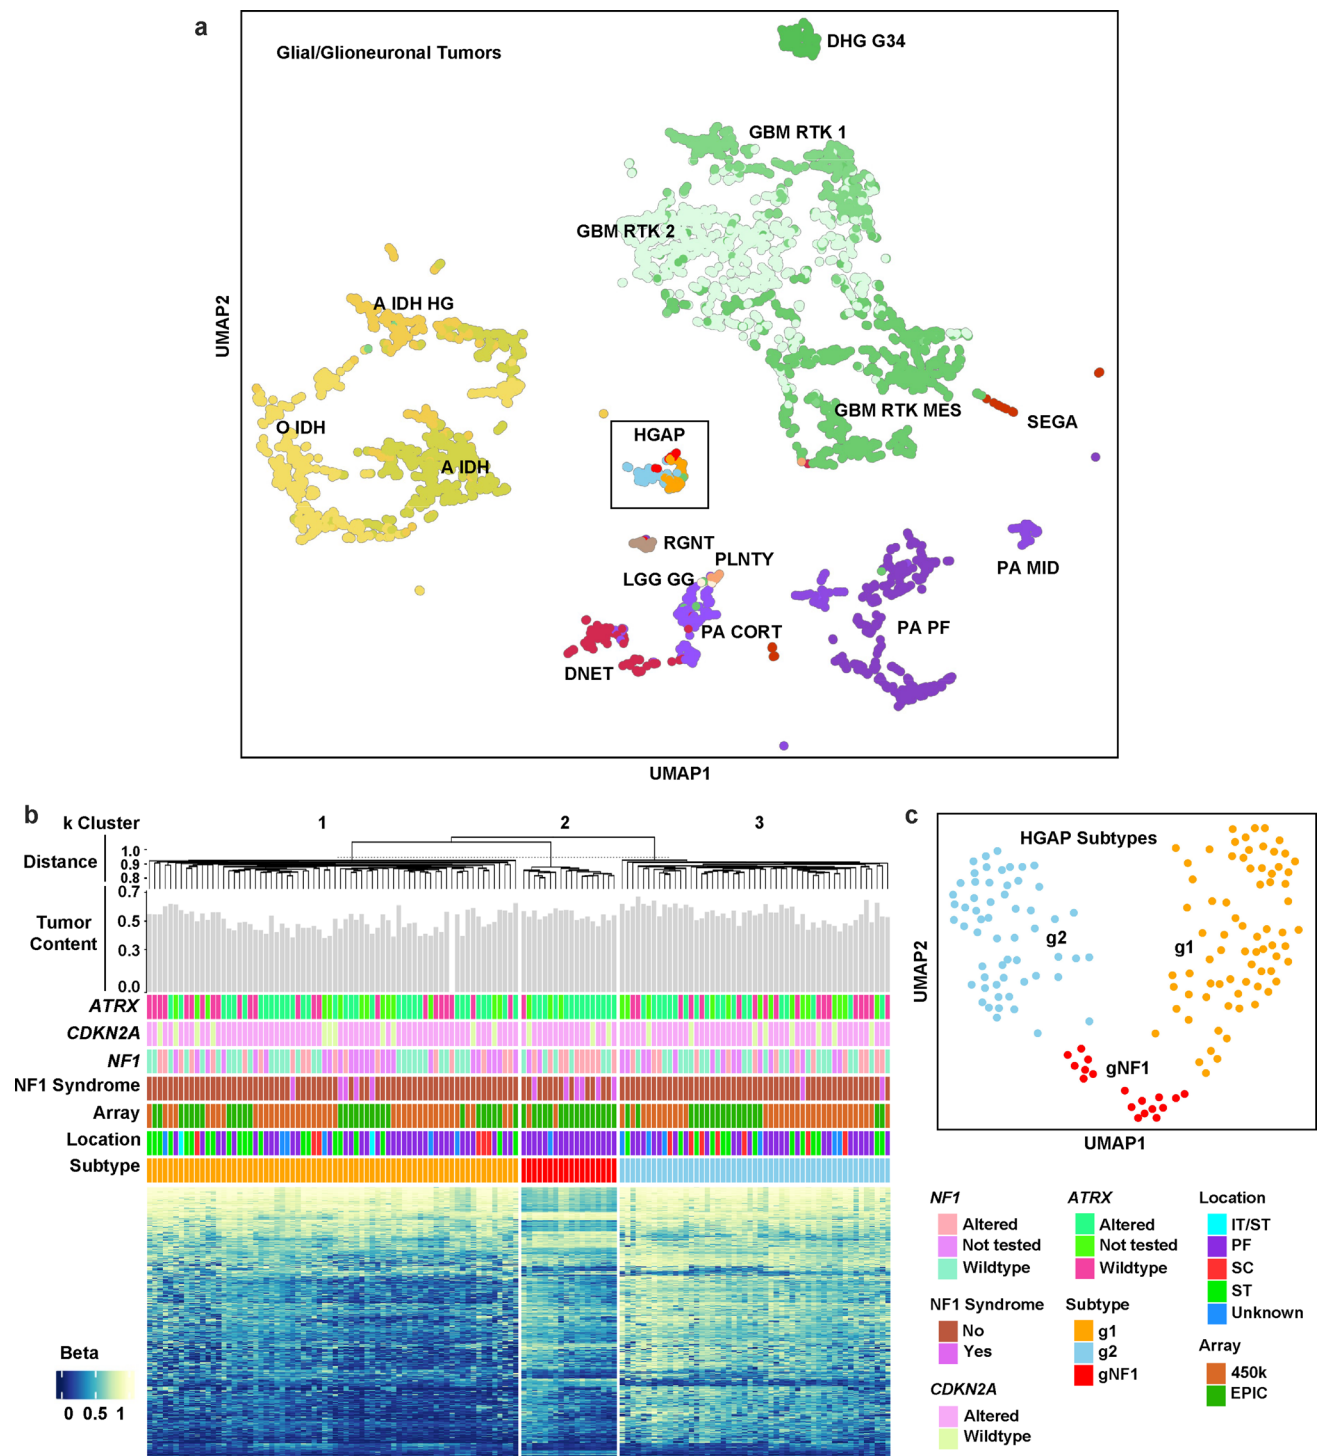 a
Glial/Glioneuronal Tumors
DHG G34
GBM RTK 1
GBM RTK 2
A IDH HG
UMAP2
GBM RTK MES
SEGA
O IDH
HGAP
A IDH
RGNT
PLNTY
PA MID
LGG GG
PA CORT
PA PF
DNET
UMAP1
b
k Cluster 1 2 3
Distance
1.0
0.9
0.8
Tumor
Content
0.7
0.5
0.3
0.0
ATRX
CDKN2A
NF1
NF1 Syndrome
Array
Location
Subtype
Beta
0 0.5 1
c
HGAP Subtypes
g2
g1
gNF1
UMAP2
UMAP1
NF1
Altered
Not tested
Wildtype
NF1 Syndrome
No
Yes
CDKN2A
Altered
Wildtype
ATRX
Altered
Not tested
Wildtype
Subtype
g1
g2
gNF1
Location
IT/ST
PF
SC
ST
Unknown
Array
450k
EPIC